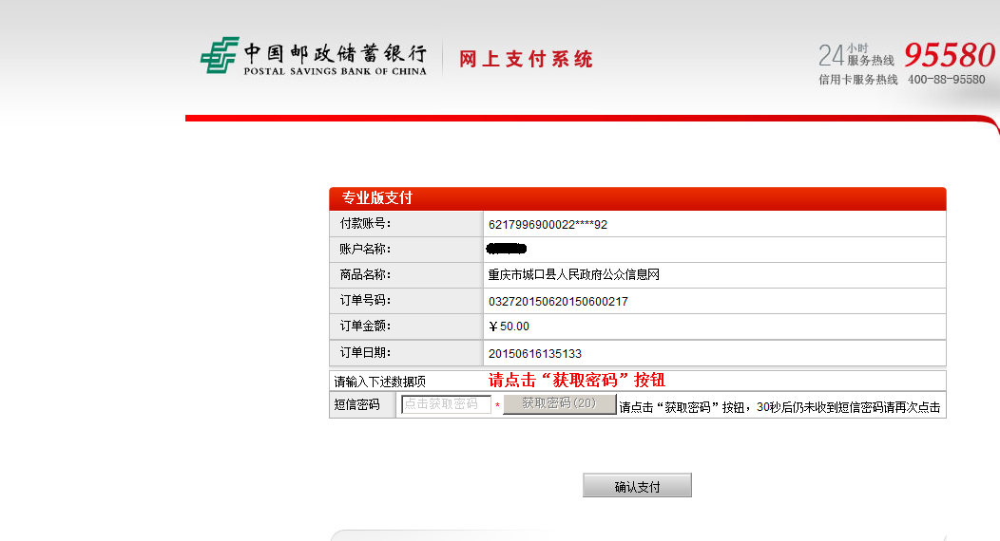 中国邮政储蓄银行
POSTAL SAVINGS BANK OF CHINA
网上支付系统
24小时服务热线 95580
信用卡服务热线 400-88-95580
专业版支付
付款账号： 6217996900022****92
账户名称：
商品名称： 重庆市城口县人民政府公众信息网
订单号码： 032720150620150600217
订单金额： ￥50.00
订单日期： 20150616135133
请输入下述数据项 请点击“获取密码”按钮
短信密码 点击获取密码 * 获取密码(20) 请点击“获取密码”按钮，30秒后仍未收到短信密码请再次点击
确认支付